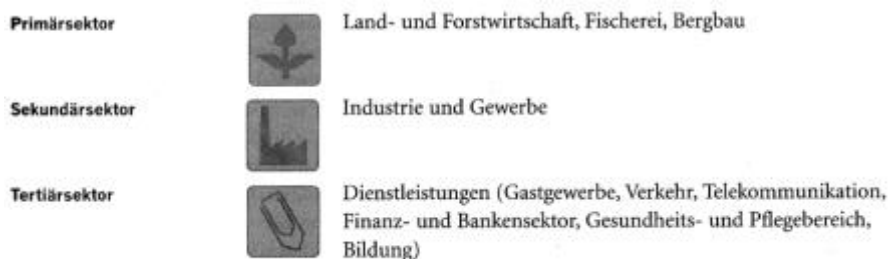 Primärsektor
Land- und Forstwirtschaft, Fischerei, Bergbau
Sekundärsektor
Industrie und Gewerbe
Tertiärsektor
Dienstleistungen (Gastgewerbe, Verkehr, Telekommunikation,
Finanz- und Bankensektor, Gesundheits- und Pflegebereich,
Bildung)